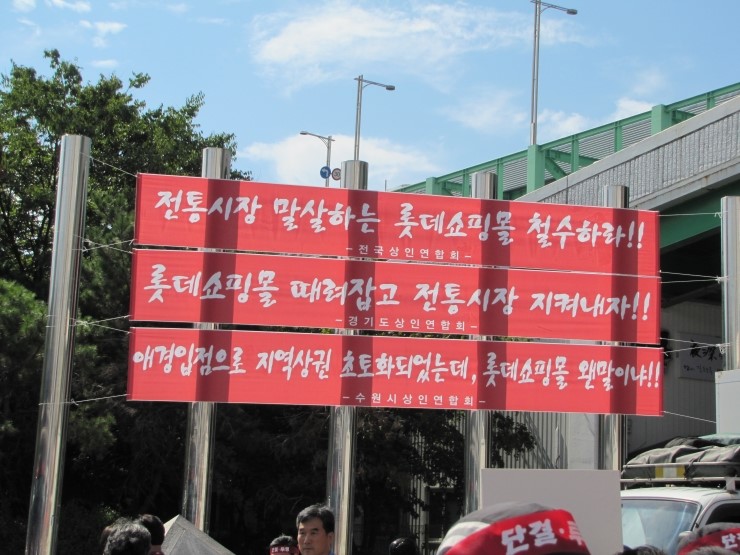 전통시장 말살하는 롯데쇼핑몰 철수하라!!
- 전국상인연합회 -
롯데쇼핑몰 때려잡고 전통시장 지켜내자!!
- 경기도상인연합회 -
애경입점으로 지역상권 초토화되었는데, 롯데쇼핑몰 왠말이냐!!
- 수원시상인연합회 -
단결·투